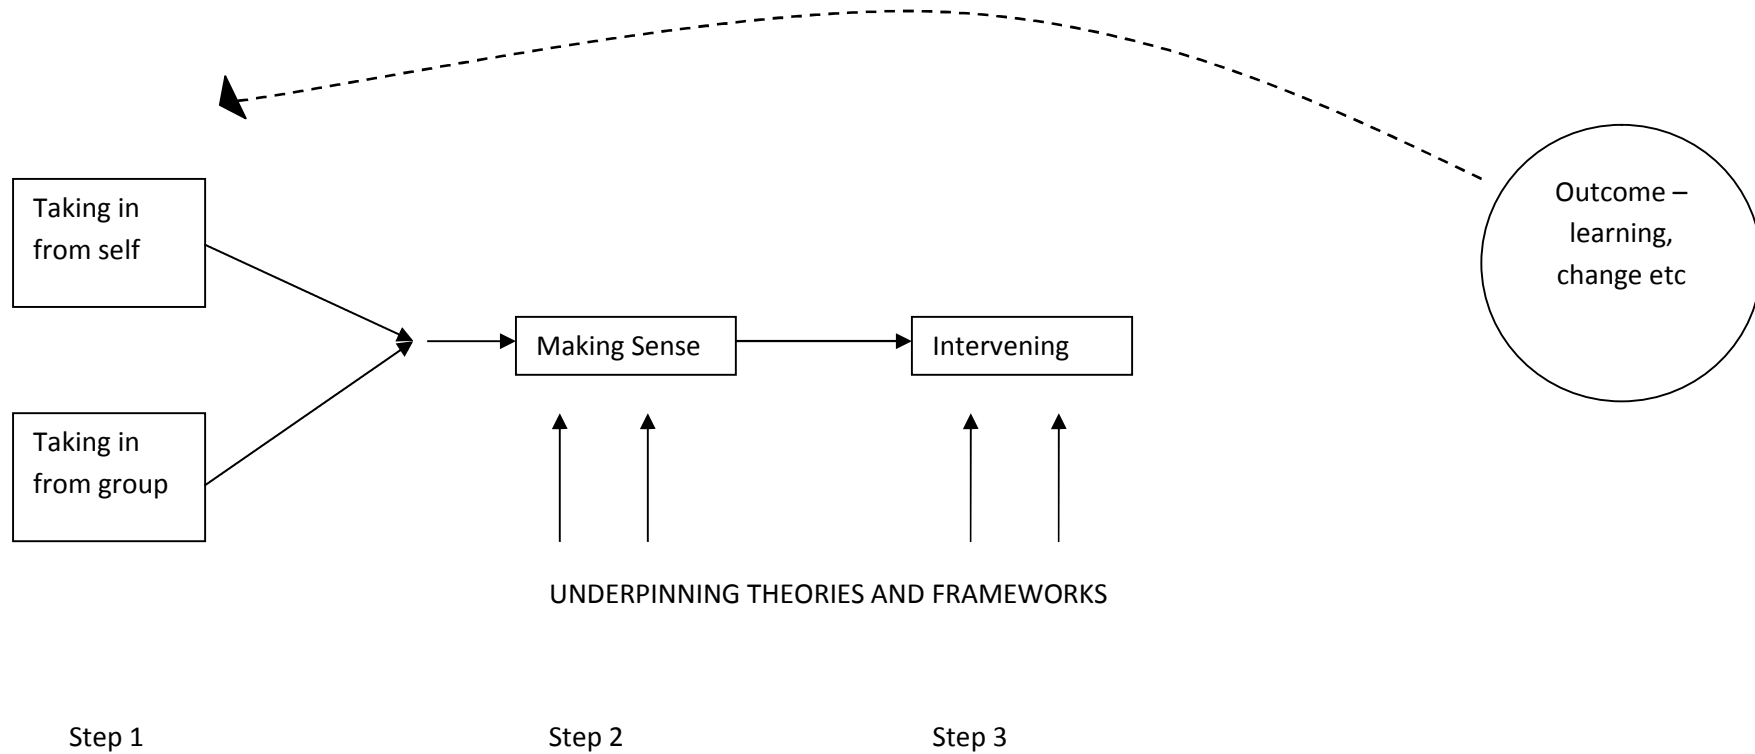 Taking in
from self
Taking in
from group
Making Sense
Intervening
Outcome –
learning,
change etc
UNDERPINNING THEORIES AND FRAMEWORKS
Step 1
Step 2
Step 3